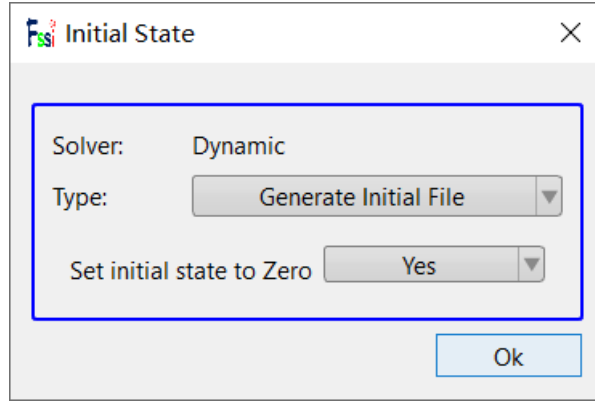 Fssi Initial State
Solver: Dynamic
Type: Generate Initial File
Set initial state to Zero Yes
Ok